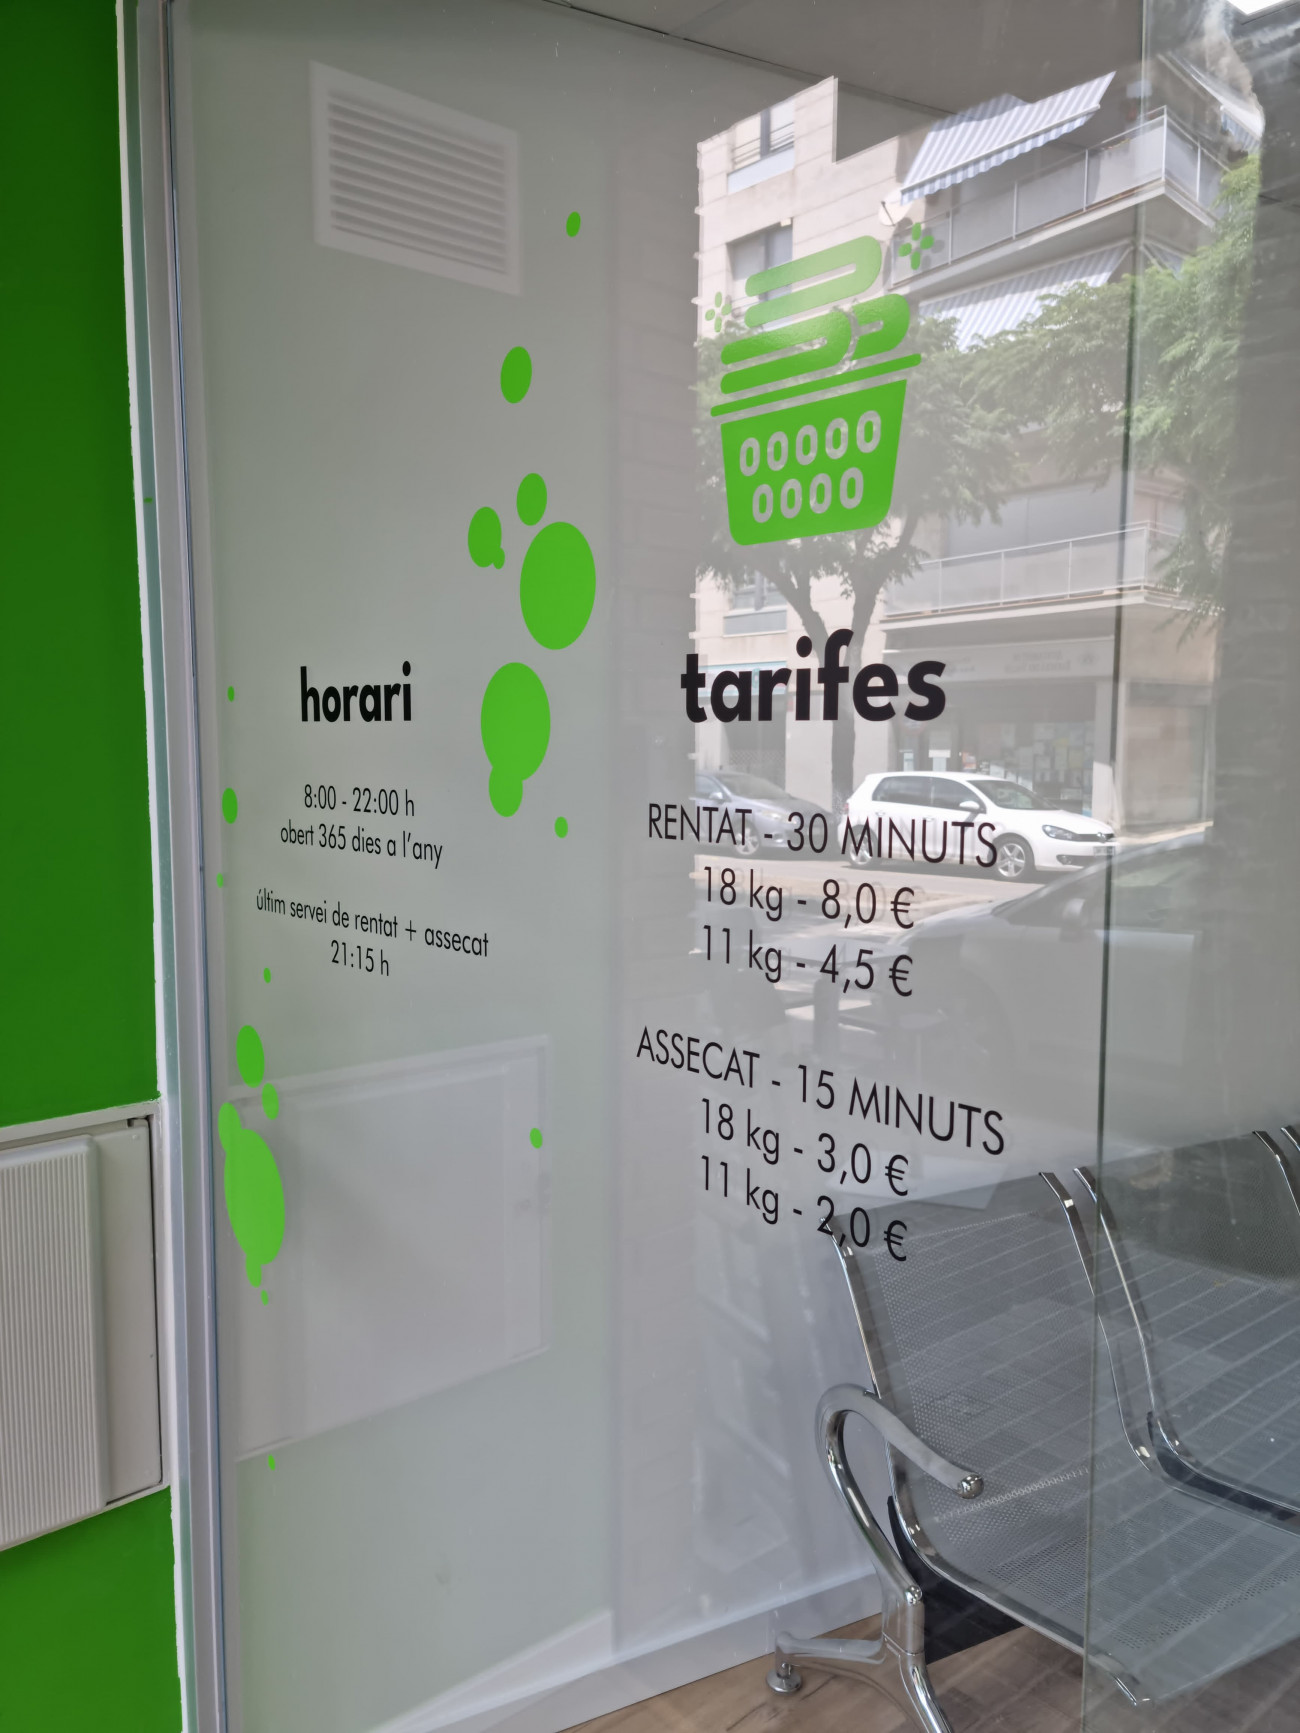 horari
8:00 - 22:00 h
obert 365 dies a l'any
últim servei de rentat + assecat
21:15 h
tarifes
RENTAT - 30 MINUTS
18 kg - 8,0 €
11 kg - 4,5 €
ASSECAT - 15 MINUTS
18 kg - 3,0 €
11 kg - 2,0 €